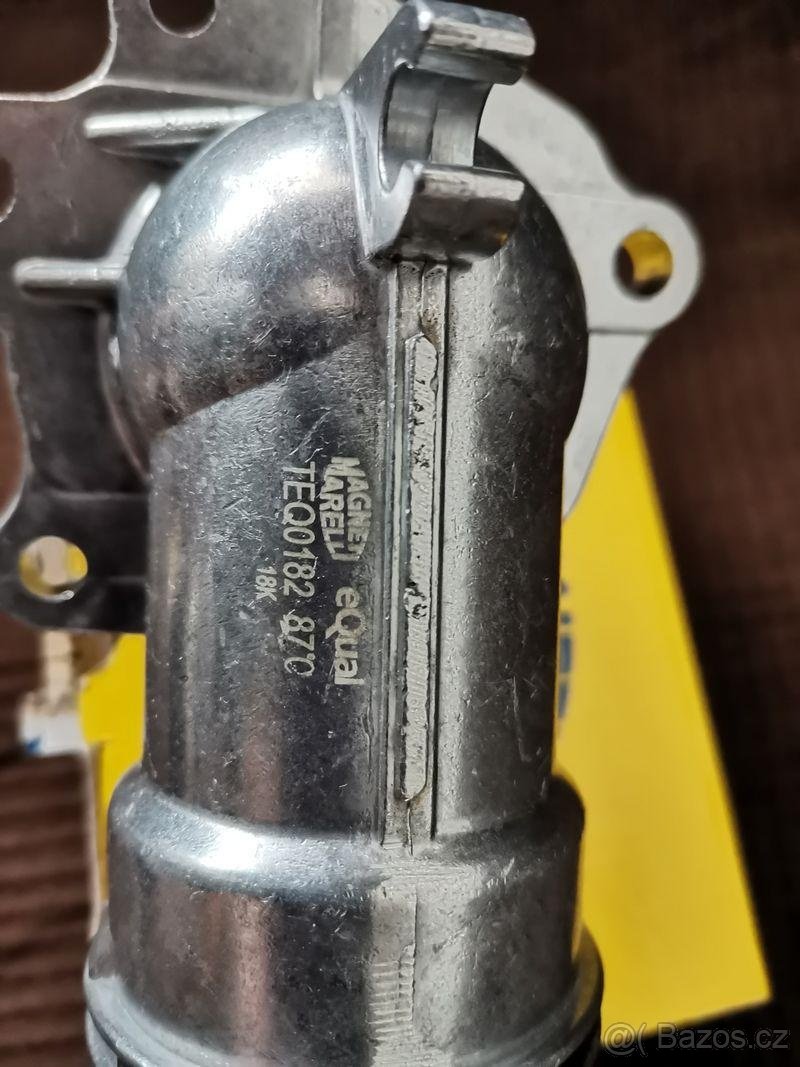 MAGNETI
MARELLI
eQual
TEQ0182 87°C
18K
@( Bazos.cz